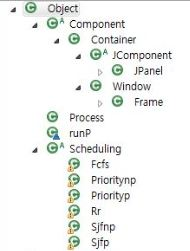 Object
Component
Container
JComponent
JPanel
Window
Frame
Process
runP
Scheduling
Fcfs
Prioritynp
Priorityp
Rr
Sjfnp
Sjfp